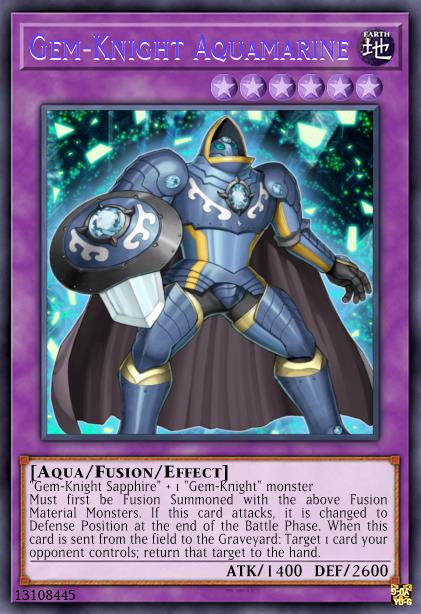 Gem-Knight Aquamarine
EARTH
地
[Aqua/Fusion/Effect]
"Gem-Knight Sapphire" + 1 "Gem-Knight" monster
Must first be Fusion Summoned with the above Fusion
Material Monsters. If this card attacks, it is changed to
Defense Position at the end of the Battle Phase. When this
card is sent from the field to the Graveyard: Target 1 card your
opponent controls; return that target to the hand.
ATK/1400 DEF/2600
13108445